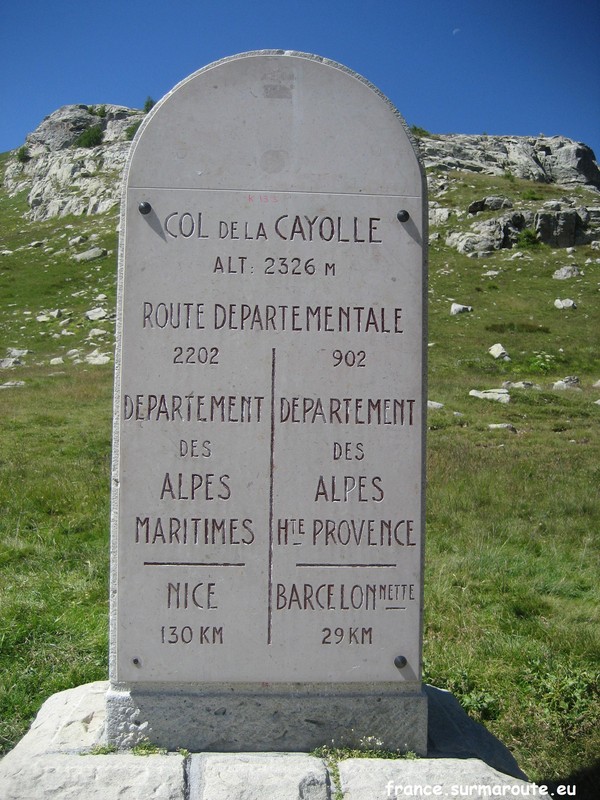 COL DE LA CAYOLLE
ALT: 2326 M
ROUTE DEPARTEMENTALE
2202
DEPARTEMENT
DES
ALPES
MARITIMES
NICE
130 KM
902
DEPARTEMENT
DES
ALPES
HTE PROVENCE
BARCELONNETTE
29 KM
france.surmaroute.eu